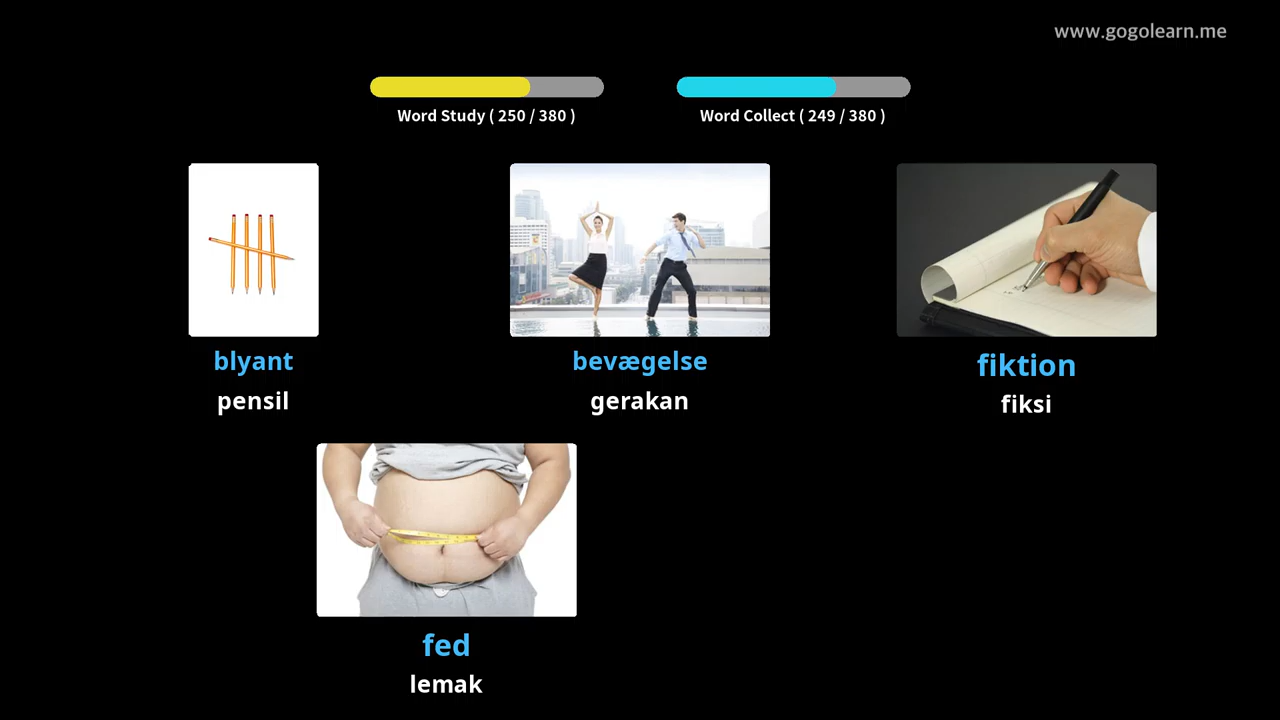 www.gogolearn.me
Word Study ( 250 / 380 )
Word Collect ( 249 / 380 )
blyant
pensil
bevægelse
gerakan
fiktion
fiksi
fed
lemak